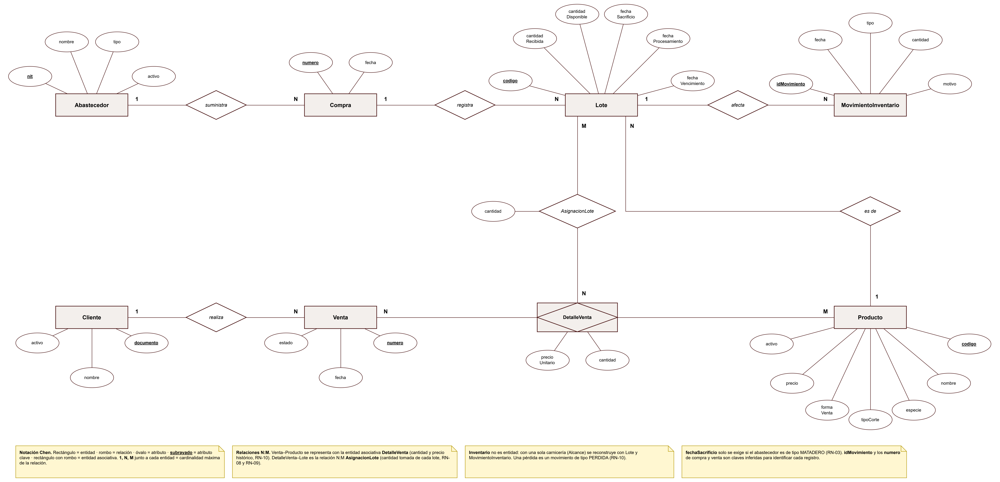 cantidad
Disponible
fecha
Sacrificio
tipo
cantidad
Recibida
fecha
Procesamiento
fecha
cantidad
nombre
tipo
numero
fecha
nit
activo
codigo
fecha
Vencimiento
idMovimiento
motivo
Abastecedor
1
suministra
N
Compra
1
registra
N
Lote
1
afecta
N
MovimientoInventario
M
N
cantidad
AsignacionLote
es de
N
1
Cliente
1
realiza
N
Venta
N
DetalleVenta
M
Producto
activo
documento
estado
numero
activo
codigo
precio
Unitario
cantidad
nombre
fecha
precio
nombre
forma
Venta
tipoCorte
especie
Notación Chen. Rectángulo = entidad · rombo = relación · óvalo = atributo · subrayado = atributo
clave · rectángulo con rombo = entidad asociativa. 1, N, M junto a cada entidad = cardinalidad máxima
de la relación.
Relaciones N:M. Venta–Producto se representa con la entidad asociativa DetalleVenta (cantidad y precio
histórico, RN-10). DetalleVenta–Lote es la relación N:M AsignacionLote (cantidad tomada de cada lote, RN-
08 y RN-09).
Inventario no es entidad: con una sola carnicería (Alcance) se reconstruye con Lote y
MovimientoInventario. Una pérdida es un movimiento de tipo PERDIDA (RN-10).
fechaSacrificio solo se exige si el abastecedor es de tipo MATADERO (RN-03). idMovimiento y los numero
de compra y venta son claves inferidas para identificar cada registro.